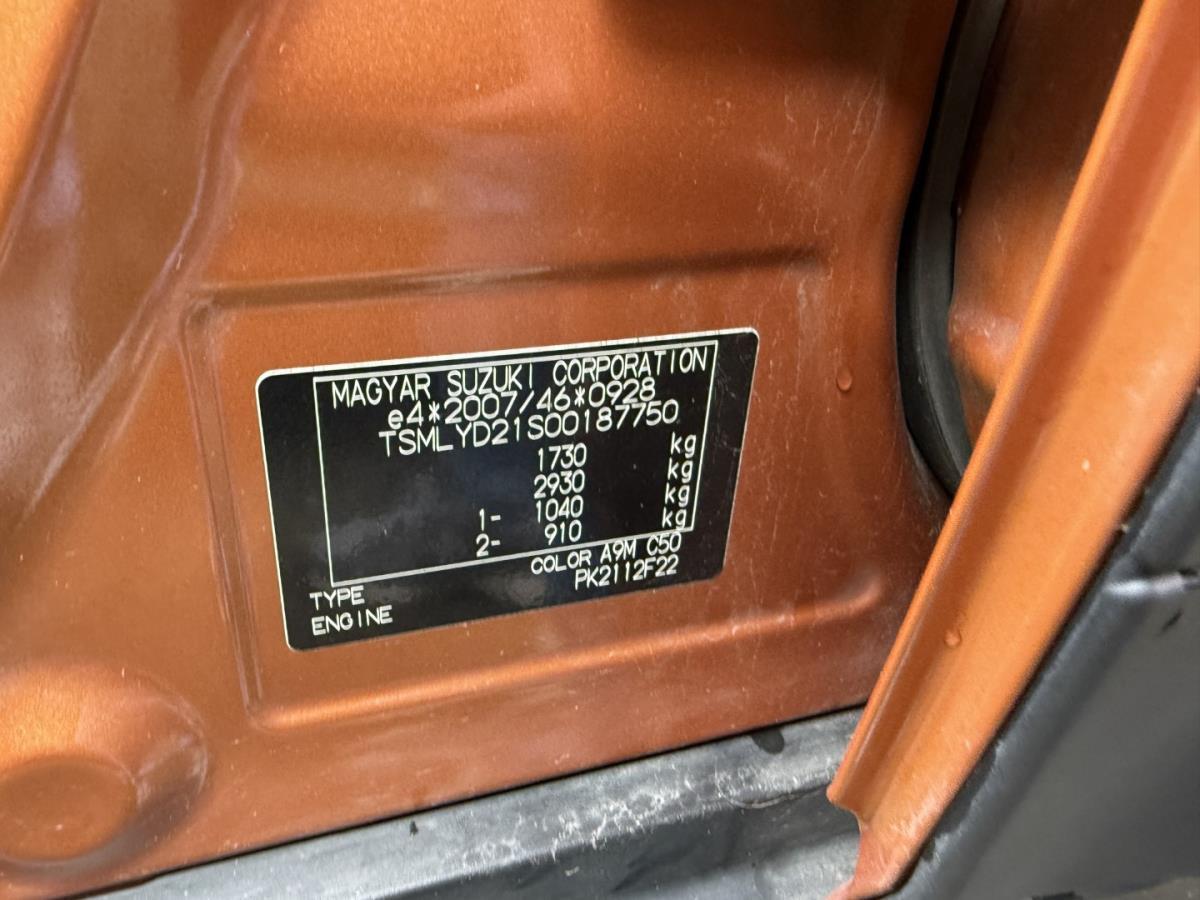 MAGYAR SUZUKI CORPORATION
e4*2007/46*0928
TSMLYD21S00187750
1730 kg
2930 kg
1- 1040 kg
2- 910 kg
COLOR A9M C50
TYPE PK2112F22
ENGINE